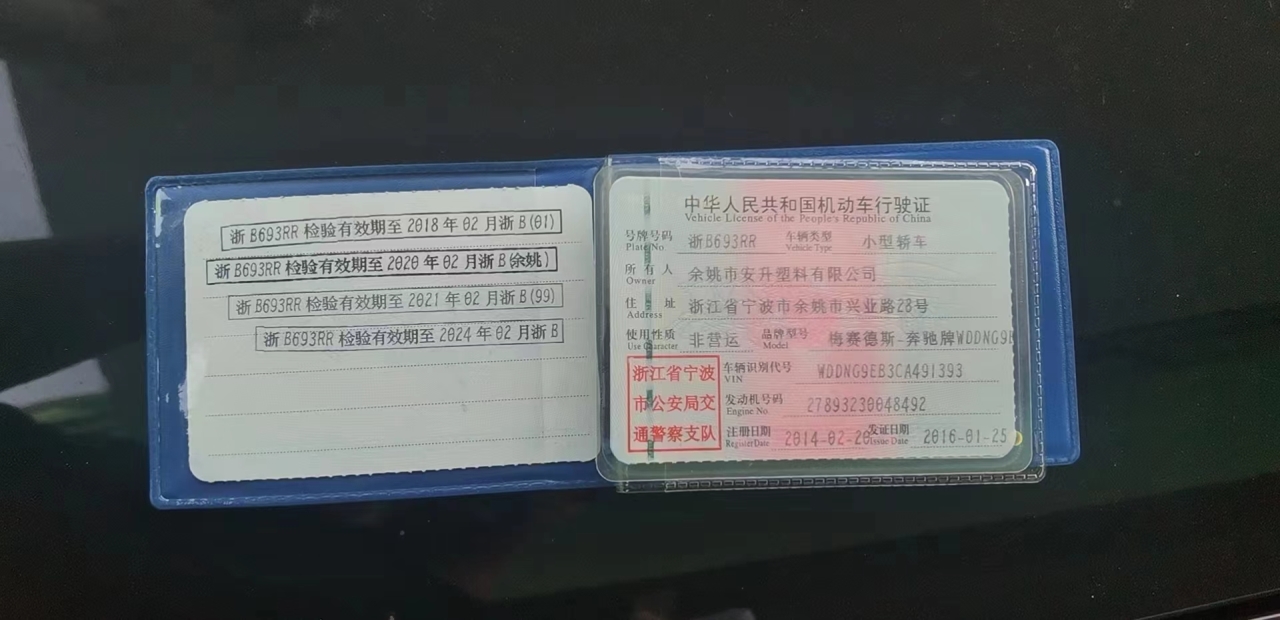 浙B693RR检验有效期至2018年02月浙B(01)
浙B693RR检验有效期至2020年02月浙B(余姚)
浙B693RR检验有效期至2021年02月浙B(99)
浙B693RR检验有效期至2024年02月浙B
中华人民共和国机动车行驶证
Vehicle License of the People's Republic of China
号牌号码 浙B693RR 车辆类型 小型轿车
Plate No. Vehicle Type
所有人 余姚市安升塑料有限公司
Owner
住址 浙江省宁波市余姚市兴业路28号
Address
使用性质 非营运 品牌型号 梅赛德斯-奔驰牌WDDNG9E
Use Character Model
浙江省宁波
市公安局交
通警察支队
车辆识别代号 WDDNG9EB3CA491393
VIN
发动机号码 27893230048492
Engine No.
注册日期 2014-02-20 发证日期 2016-01-25
Register Date Issue Date